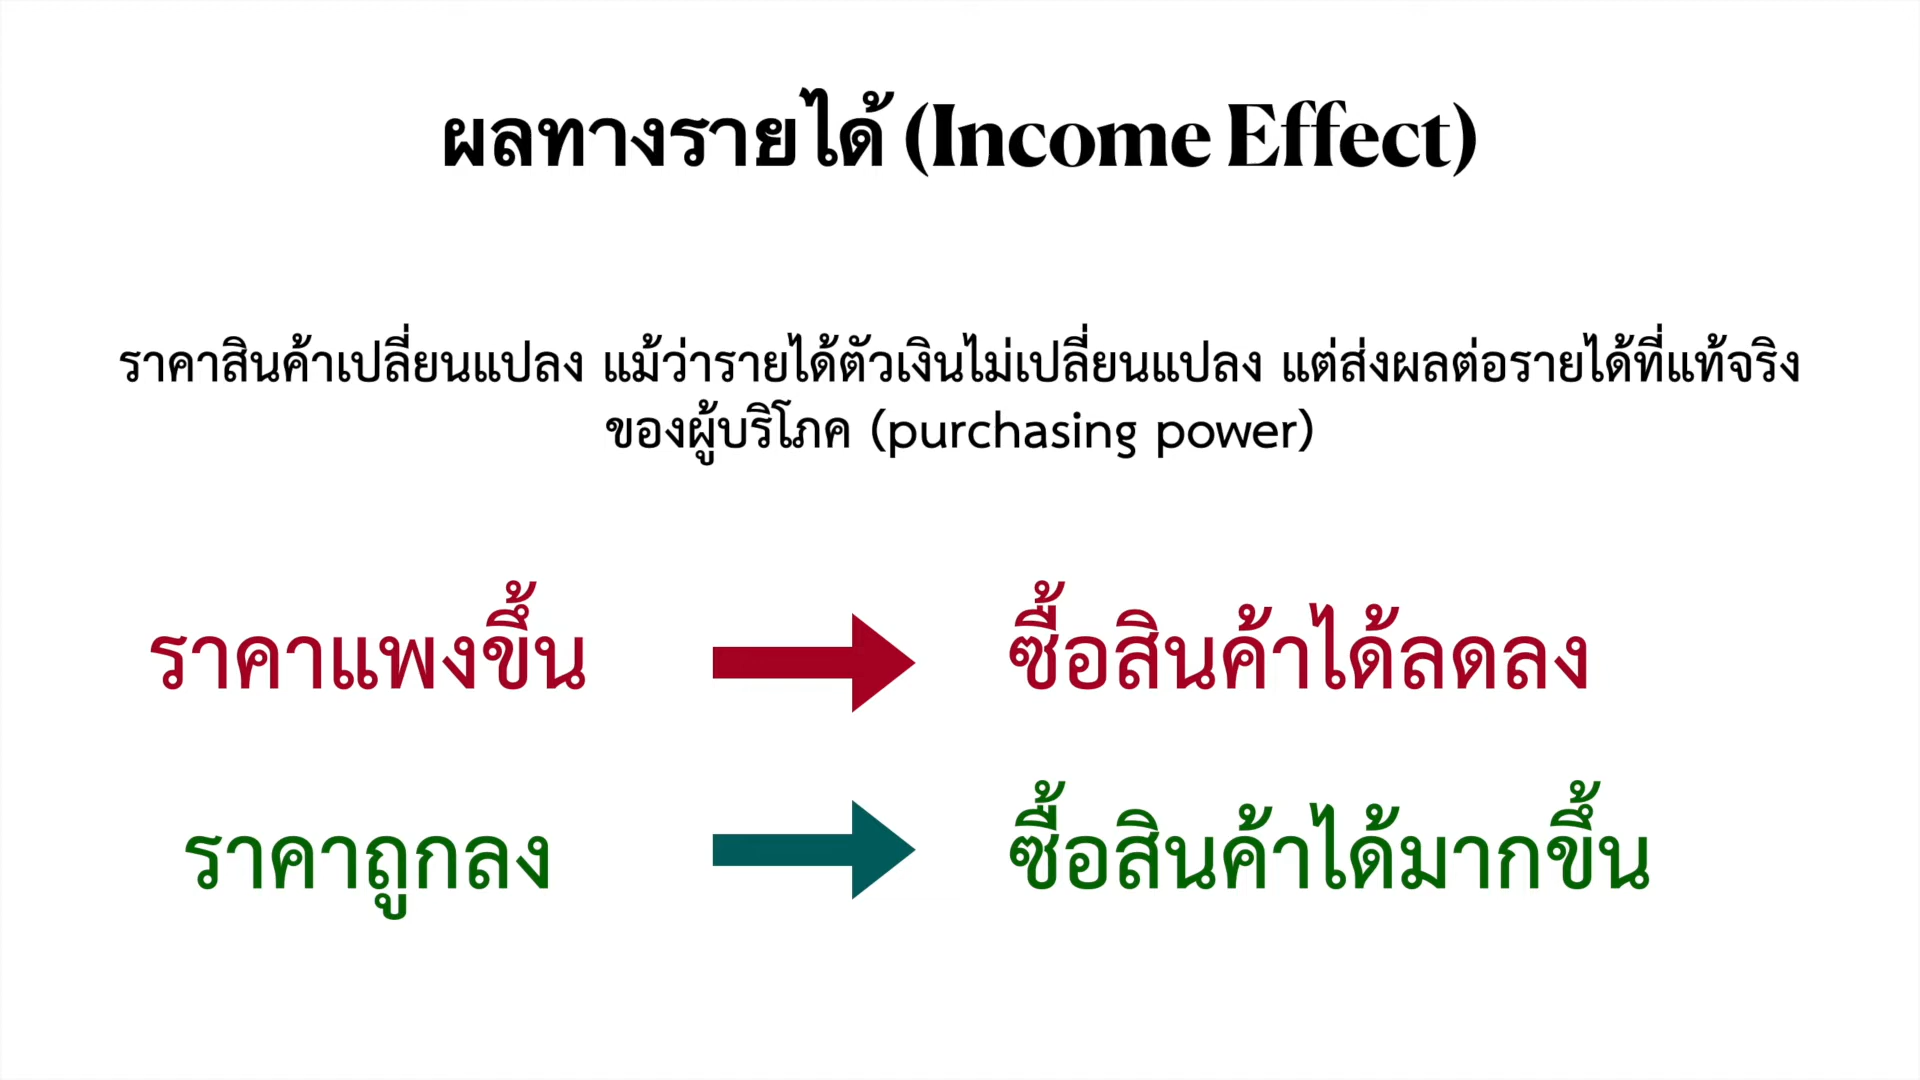 ผลทางรายได้ (Income Effect)
ราคาสินค้าเปลี่ยนแปลง แม้ว่ารายได้ตัวเงินไม่เปลี่ยนแปลง แต่ส่งผลต่อรายได้ที่แท้จริง
ของผู้บริโภค (purchasing power)
ราคาแพงขึ้น
ซื้อสินค้าได้ลดลง
ราคาถูกลง
ซื้อสินค้าได้มากขึ้น